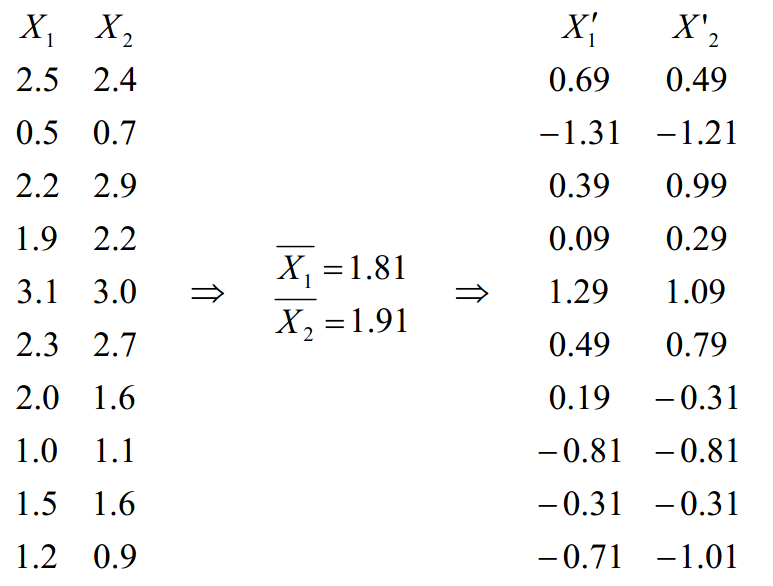 X₁ X₂ X₁′ X'₂
2.5 2.4 0.69 0.49
0.5 0.7 −1.31 −1.21
2.2 2.9 0.39 0.99
1.9 2.2 0.09 0.29
X̅₁ = 1.81
3.1 3.0 ⇒ ⇒ 1.29 1.09
X̅₂ = 1.91
2.3 2.7 0.49 0.79
2.0 1.6 0.19 −0.31
1.0 1.1 −0.81 −0.81
1.5 1.6 −0.31 −0.31
1.2 0.9 −0.71 −1.01